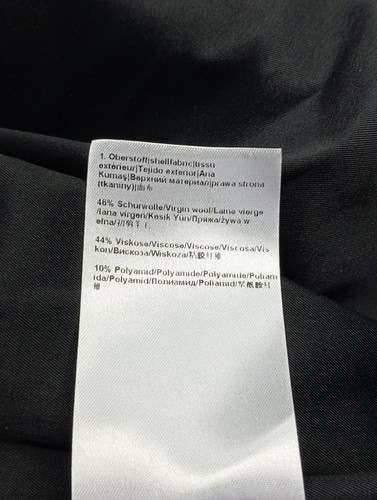 1. Oberstoff|shellfabric|tissu
extérieur|Tejido exterior|Ana
Kumaş|Верхний материал|prawa strona
(tkaniny)|面布
46% Schurwolle/Virgin wool/Laine vierge
/lana virgen/Kesik Yün/Пряжа/żywa w
ełna/初剪羊毛
44% Viskose/Viscose/Viscose/Viscosa/Vis
kon/Вискоза/Wiskoza/粘胶纤维
10% Polyamid/Polyamide/Polyamide/Poliam
ida/Polyamid/Полиамид/Poliamid/聚酰胺纤维